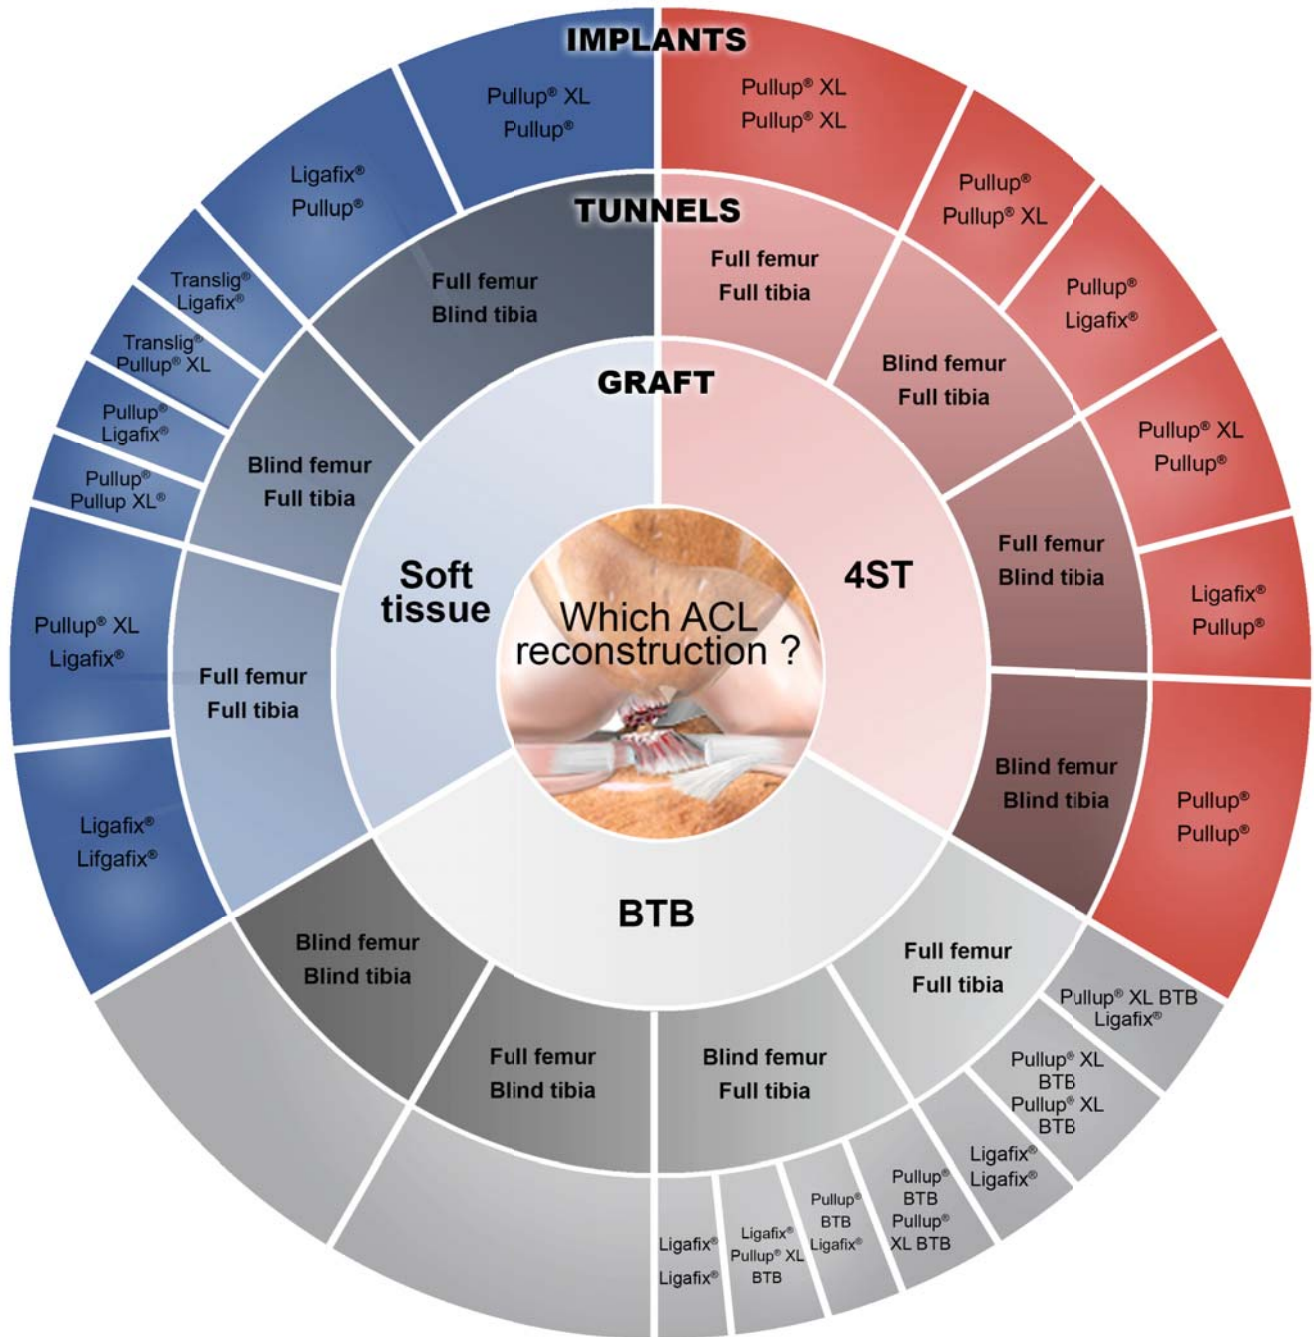 IMPLANTS
TUNNELS
GRAFT
Which ACL
reconstruction ?
4ST
Full femur
Full tibia
Pullup® XL
Pullup® XL
Blind femur
Full tibia
Pullup®
Pullup® XL
Pullup®
Ligafix®
Full femur
Blind tibia
Pullup® XL
Pullup®
Ligafix®
Pullup®
Blind femur
Blind tibia
Pullup®
Pullup®
BTB
Full femur
Full tibia
Pullup® XL BTB
Ligafix®
Pullup® XL
BTB
Pullup® XL
BTB
Ligafix®
Ligafix®
Blind femur
Full tibia
Pullup®
BTB
Pullup®
XL BTB
Pullup®
BTB
Ligafix®
Ligafix®
Pullup® XL
BTB
Ligafix®
Ligafix®
Full femur
Blind tibia
Blind femur
Blind tibia
Soft
tissue
Full femur
Full tibia
Ligafix®
Lifgafix®
Pullup® XL
Ligafix®
Blind femur
Full tibia
Pullup®
Pullup XL®
Pullup®
Ligafix®
Translig®
Pullup® XL
Translig®
Ligafix®
Full femur
Blind tibia
Ligafix®
Pullup®
Pullup® XL
Pullup®